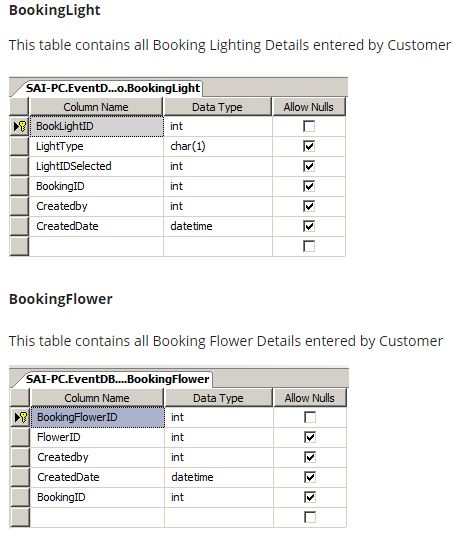 BookingLight
This table contains all Booking Lighting Details entered by Customer
SAI-PC.EventD...o.BookingLight
Column Name Data Type Allow Nulls
BookLightID int
LightType char(1)
LightIDSelected int
BookingID int
Createdby int
CreatedDate datetime
BookingFlower
This table contains all Booking Flower Details entered by Customer
SAI-PC.EventDB....BookingFlower
Column Name Data Type Allow Nulls
BookingFlowerID int
FlowerID int
Createdby int
CreatedDate datetime
BookingID int